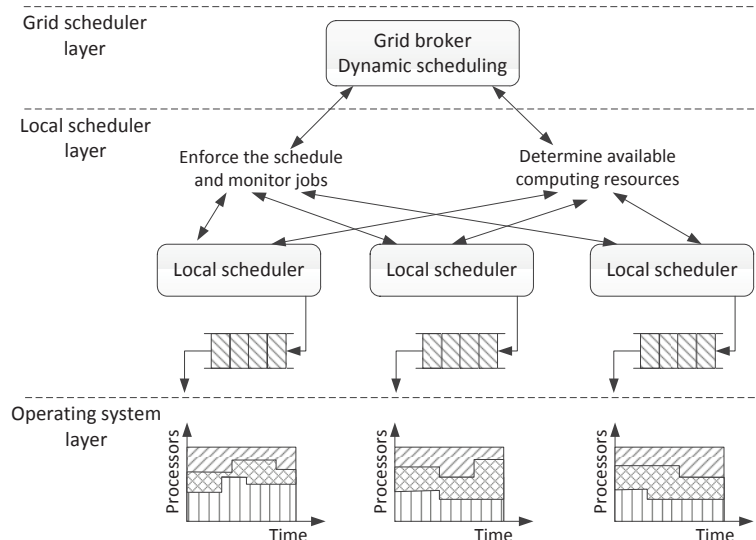 Grid scheduler
layer
Grid broker
Dynamic scheduling
Local scheduler
layer
Enforce the schedule
and monitor jobs
Determine available
computing resources
Local scheduler
Local scheduler
Local scheduler
Operating system
layer
Processors
Time
Processors
Time
Processors
Time